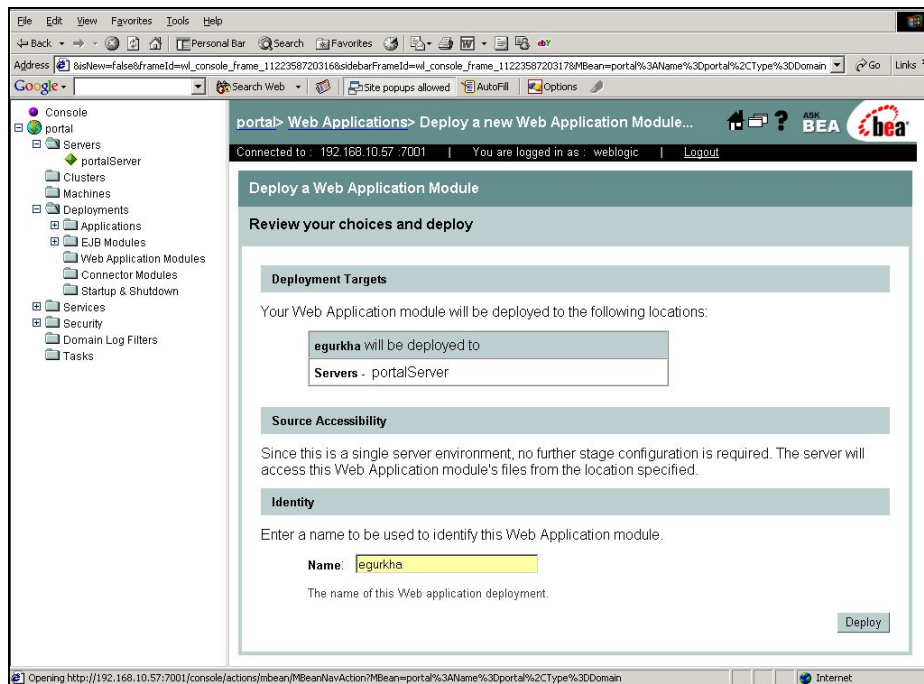 File Edit View Favorites Tools Help
Back Personal Bar Search Favorites
Address &isNew=false&frameId=wl_console_frame_1122358720316&sidebarFrameId=wl_console_frame_1122358720317&MBean=portal%3AName%3Dportal%2CType%3DDomain Go Links
Google Search Web Site popups allowed AutoFill Options
Console
portal
Servers
portalServer
Clusters
Machines
Deployments
Applications
EJB Modules
Web Application Modules
Connector Modules
Startup & Shutdown
Services
Security
Domain Log Filters
Tasks
portal> Web Applications> Deploy a new Web Application Module... ? ASK BEA bea
Connected to : 192.168.10.57 :7001 | You are logged in as : weblogic | Logout
Deploy a Web Application Module
Review your choices and deploy
Deployment Targets
Your Web Application module will be deployed to the following locations:
egurkha will be deployed to
Servers - portalServer
Source Accessibility
Since this is a single server environment, no further stage configuration is required. The server will
access this Web Application module's files from the location specified.
Identity
Enter a name to be used to identify this Web Application module.
Name: egurkha
The name of this Web application deployment.
Deploy
Opening http://192.168.10.57:7001/console/actions/mbean/MBeanNavAction?MBean=portal%3AName%3Dportal%2CType%3DDomain Internet